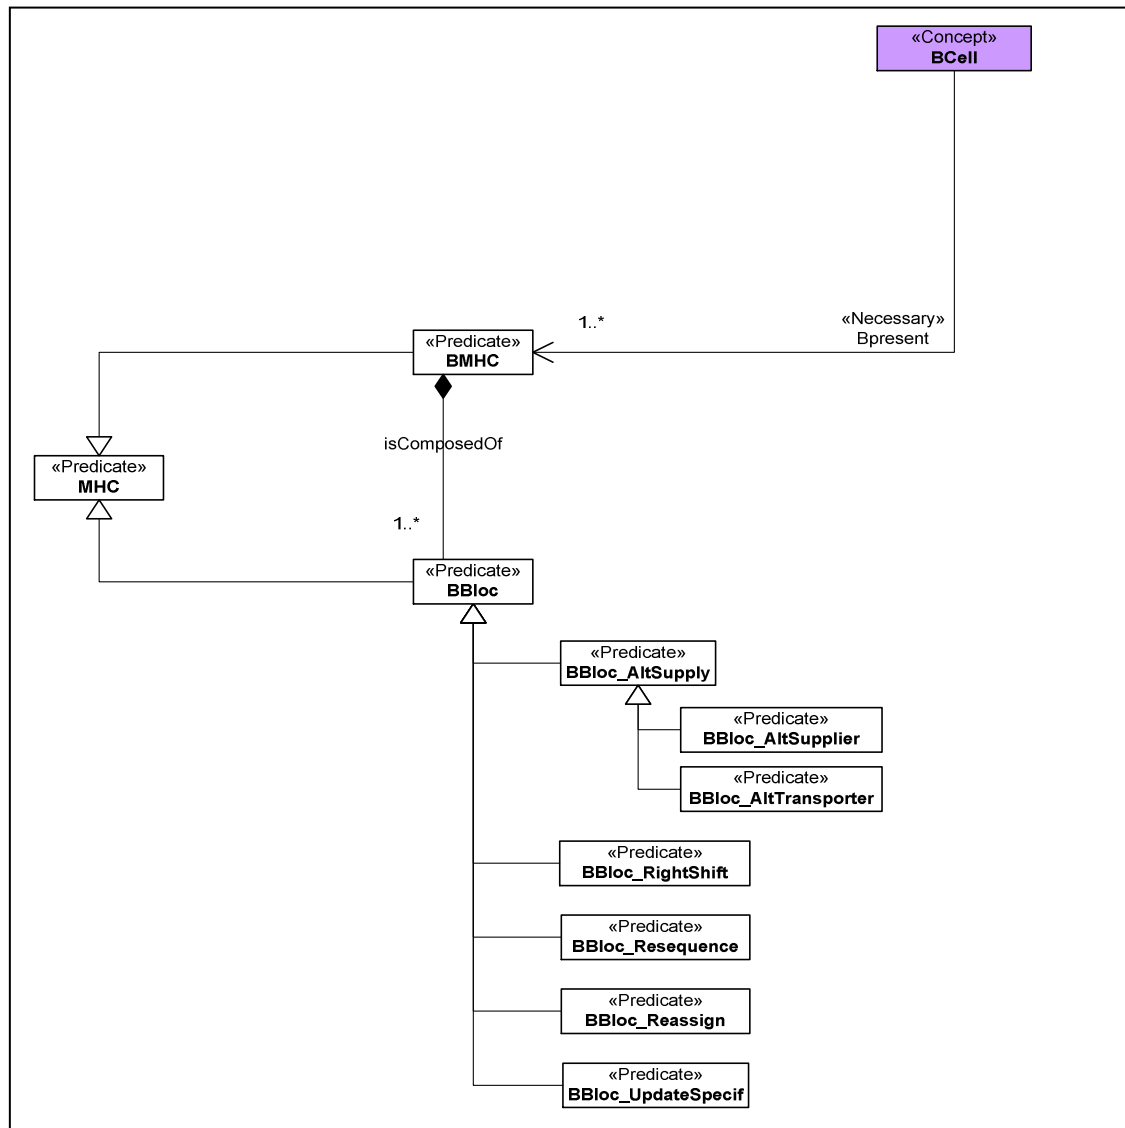 «Concept»
BCell
1..*
«Necessary»
Bpresent
«Predicate»
BMHC
isComposedOf
«Predicate»
MHC
1..*
«Predicate»
BBloc
«Predicate»
BBloc_AltSupply
«Predicate»
BBloc_AltSupplier
«Predicate»
BBloc_AltTransporter
«Predicate»
BBloc_RightShift
«Predicate»
BBloc_Resequence
«Predicate»
BBloc_Reassign
«Predicate»
BBloc_UpdateSpecif